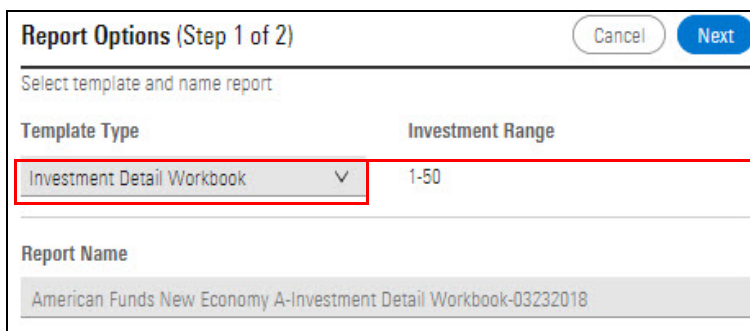 Report Options (Step 1 of 2)
Cancel
Next
Select template and name report
Template Type
Investment Range
Investment Detail Workbook
1-50
Report Name
American Funds New Economy A-Investment Detail Workbook-03232018